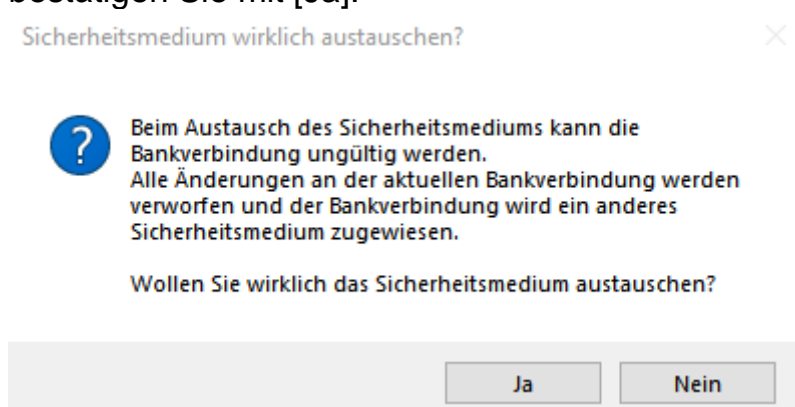 bestätigen Sie mit [Ja].
Sicherheitsmedium wirklich austauschen?
Beim Austausch des Sicherheitsmediums kann die
Bankverbindung ungültig werden.
Alle Änderungen an der aktuellen Bankverbindung werden
verworfen und der Bankverbindung wird ein anderes
Sicherheitsmedium zugewiesen.
Wollen Sie wirklich das Sicherheitsmedium austauschen?
Ja Nein